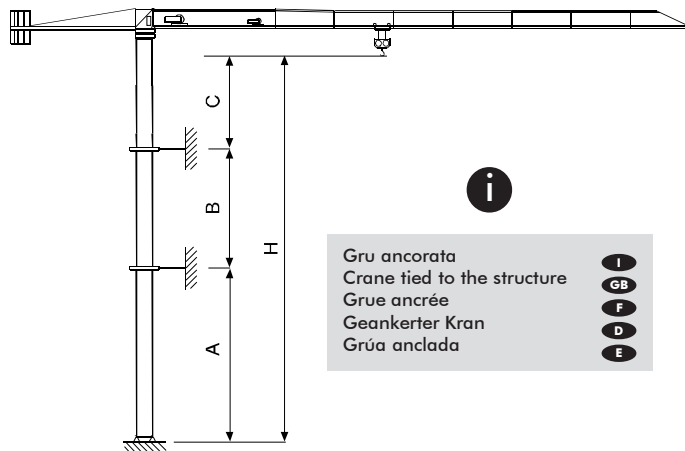 C
B
H
A
i
Gru ancorata I
Crane tied to the structure GB
Grue ancrée F
Geankerter Kran D
Grúa anclada E